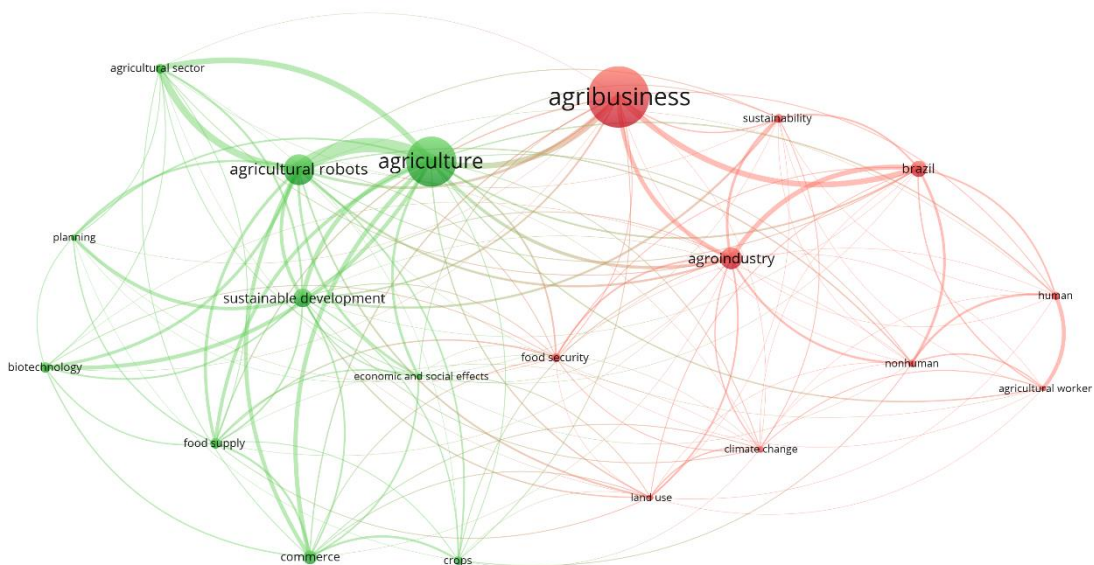 agricultural sector
agribusiness
sustainability
agriculture
agricultural robots
brazil
planning
agroindustry
sustainable development
human
food security
nonhuman
biotechnology
economic and social effects
agricultural worker
food supply
climate change
land use
commerce
crops